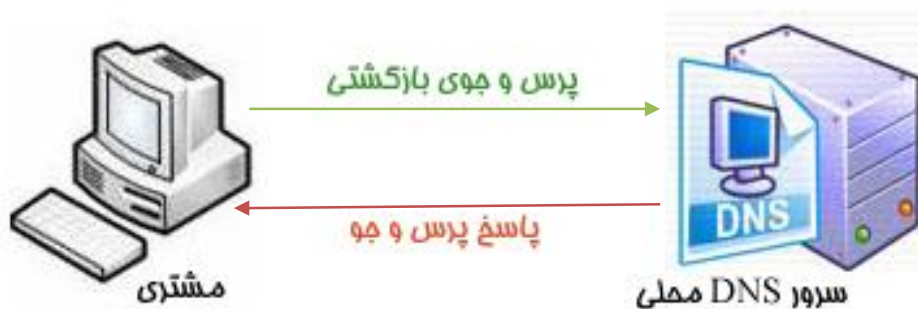 پرس و جوی بازگشتی
پاسخ پرس و جو
DNS
مشتری
سرور DNS محلی